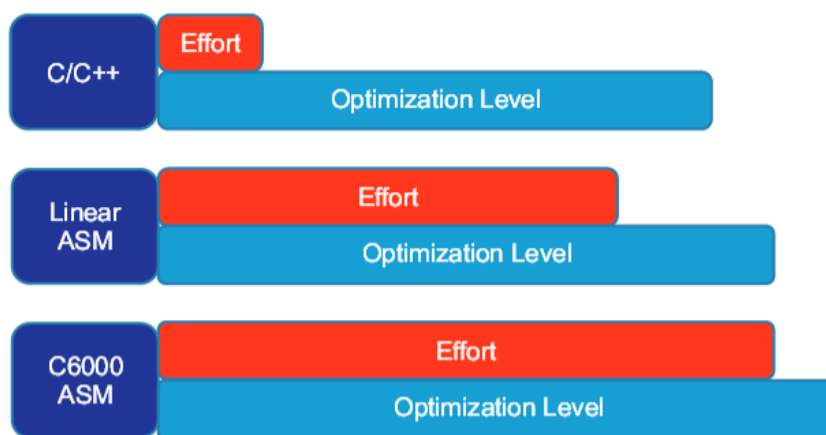 Effort
C/C++
Optimization Level
Effort
Linear
ASM
Optimization Level
Effort
C6000
ASM
Optimization Level